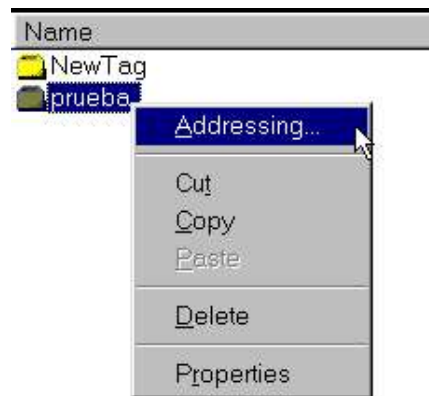 Name
NewTag
prueba
Addressing...
Cut
Copy
Paste
Delete
Properties